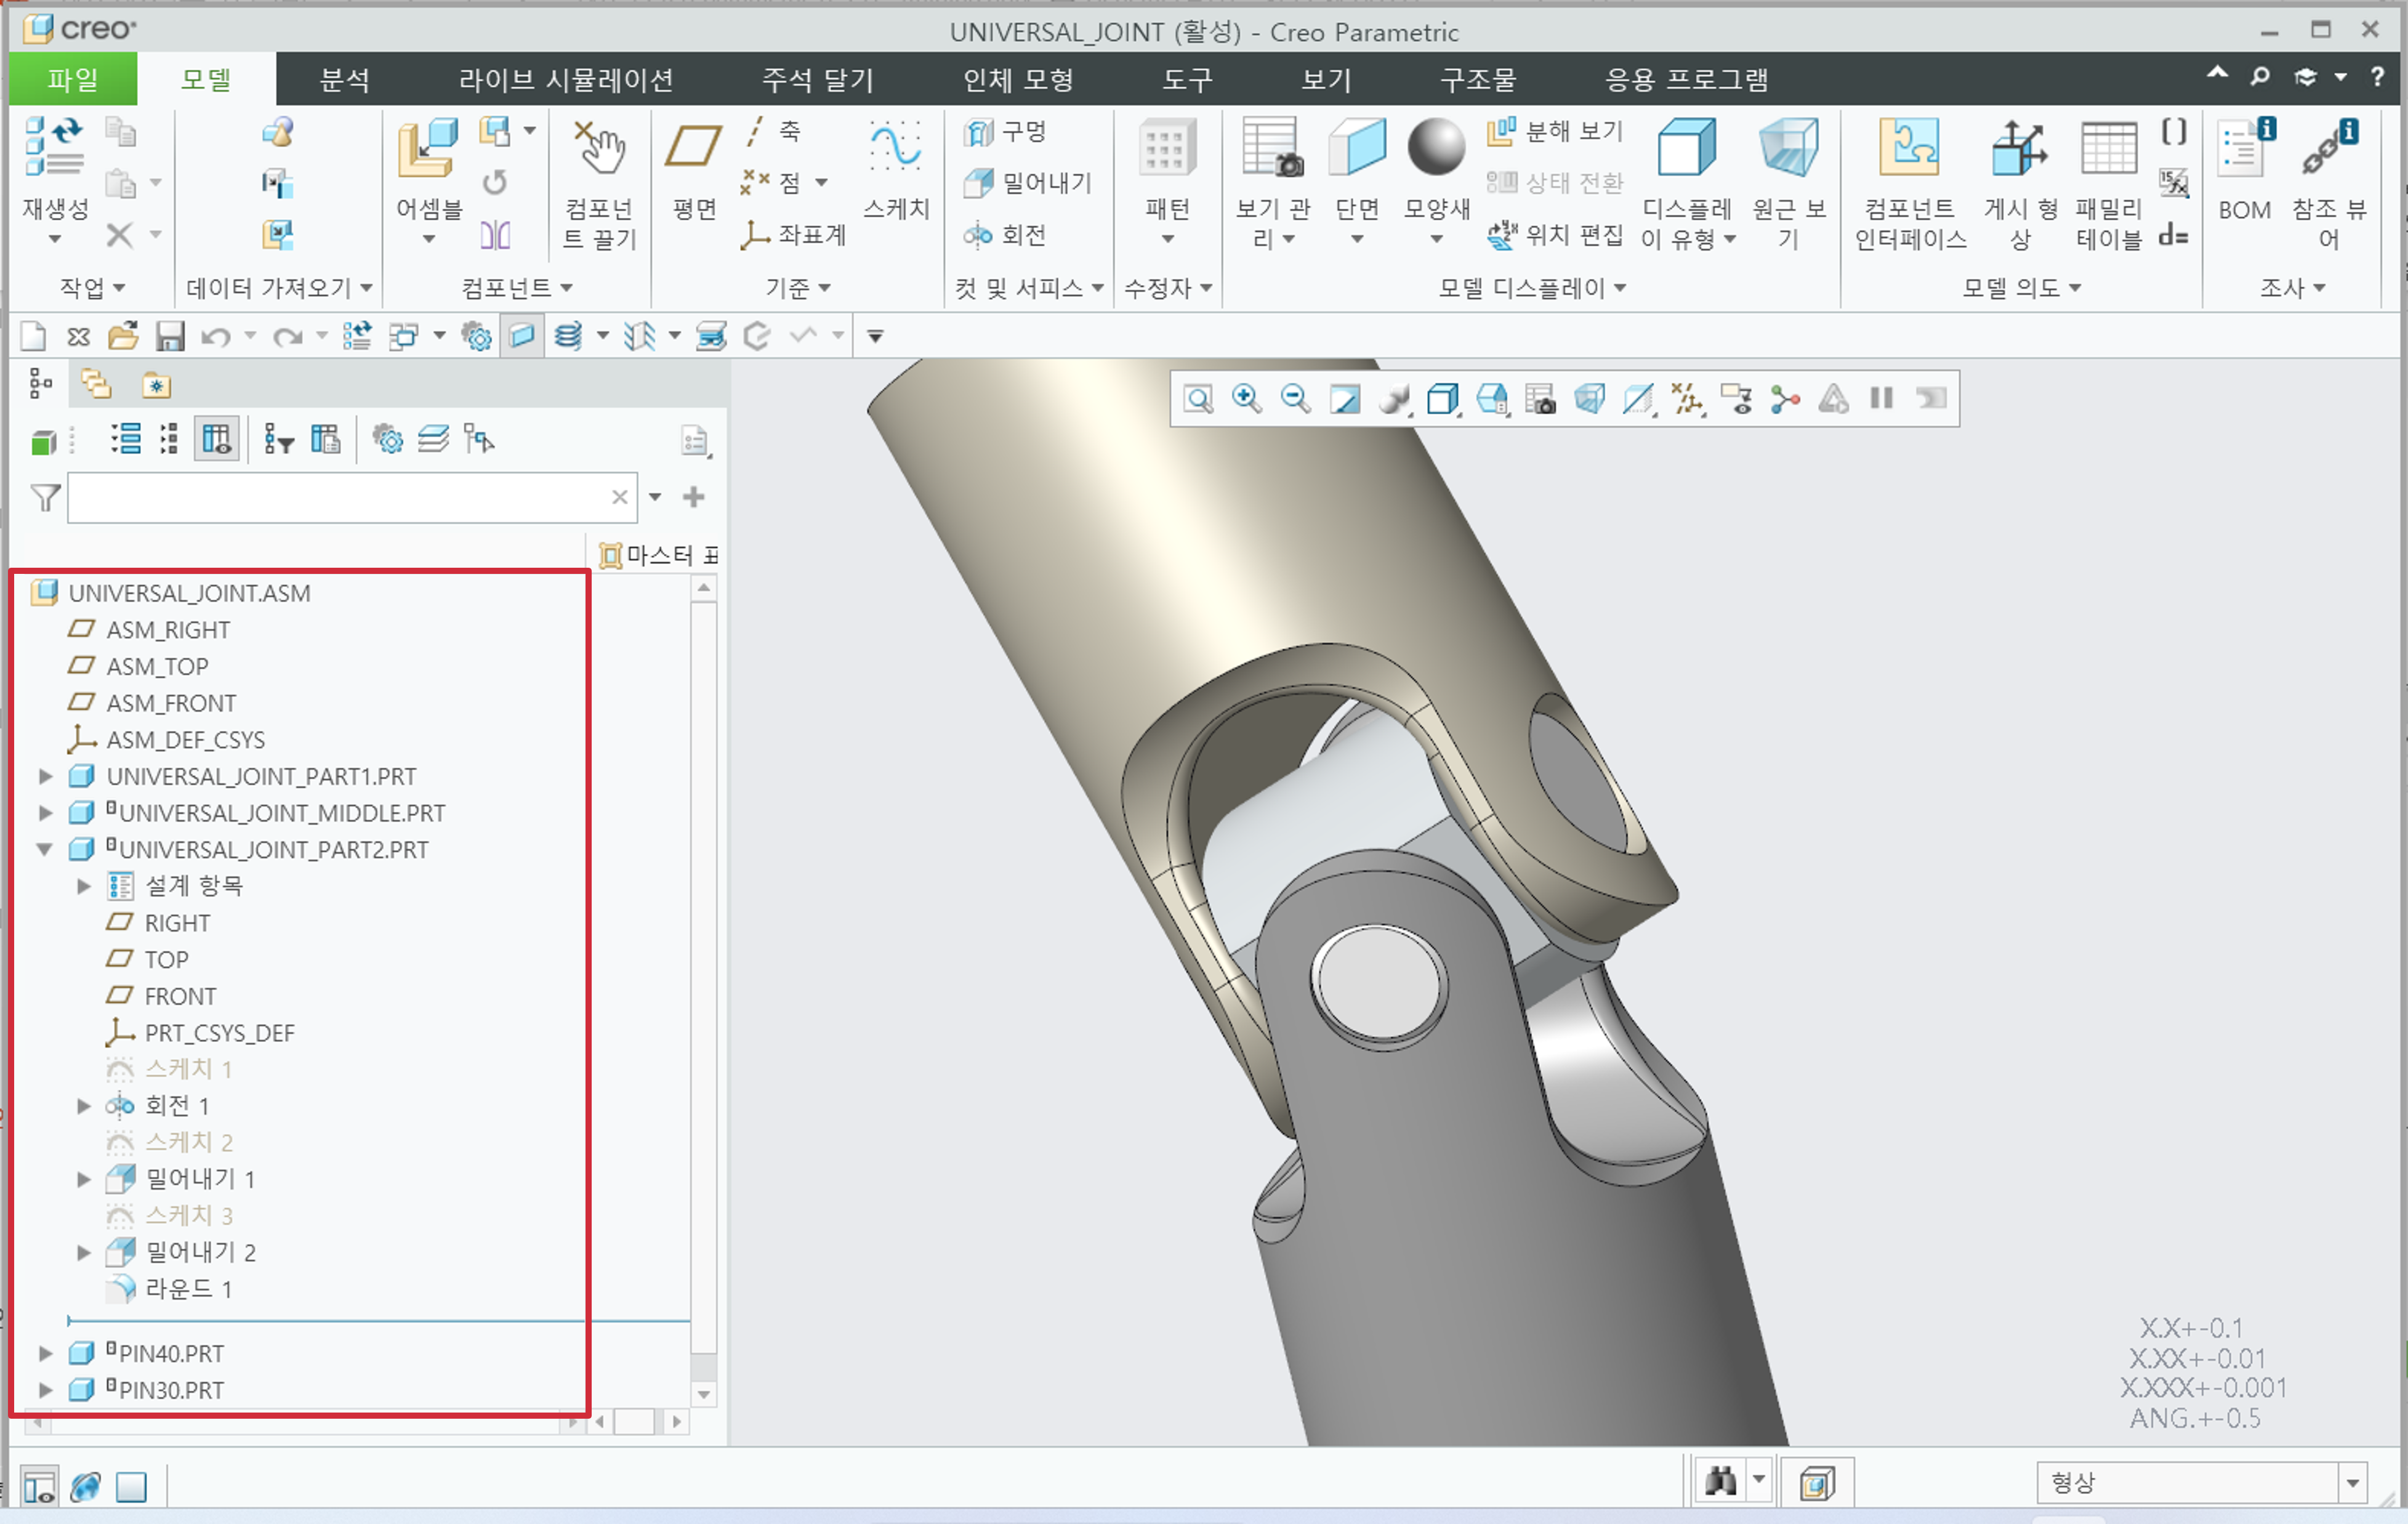 creo
UNIVERSAL_JOINT (활성) - Creo Parametric
파일 모델 분석 라이브 시뮬레이션 주석 달기 인체 모형 도구 보기 구조물 응용 프로그램
재생성
어셈블
컴포넌
트 끌기
평면
축
점
좌표계
스케치
구멍
밀어내기
회전
패턴
보기 관
리
단면
모양새
분해 보기
상태 전환
위치 편집
디스플레
이 유형
원근 보
기
컴포넌트
인터페이스
게시 형
상
패밀리
테이블
d=
BOM
참조 뷰
어
작업 데이터 가져오기 컴포넌트 기준 컷 및 서피스 수정자 모델 디스플레이 모델 의도 조사
마스터 표
UNIVERSAL_JOINT.ASM
ASM_RIGHT
ASM_TOP
ASM_FRONT
ASM_DEF_CSYS
UNIVERSAL_JOINT_PART1.PRT
UNIVERSAL_JOINT_MIDDLE.PRT
UNIVERSAL_JOINT_PART2.PRT
설계 항목
RIGHT
TOP
FRONT
PRT_CSYS_DEF
스케치 1
회전 1
스케치 2
밀어내기 1
스케치 3
밀어내기 2
라운드 1
PIN40.PRT
PIN30.PRT
X.X+-0.1
X.XX+-0.01
X.XXX+-0.001
ANG.+-0.5
형상